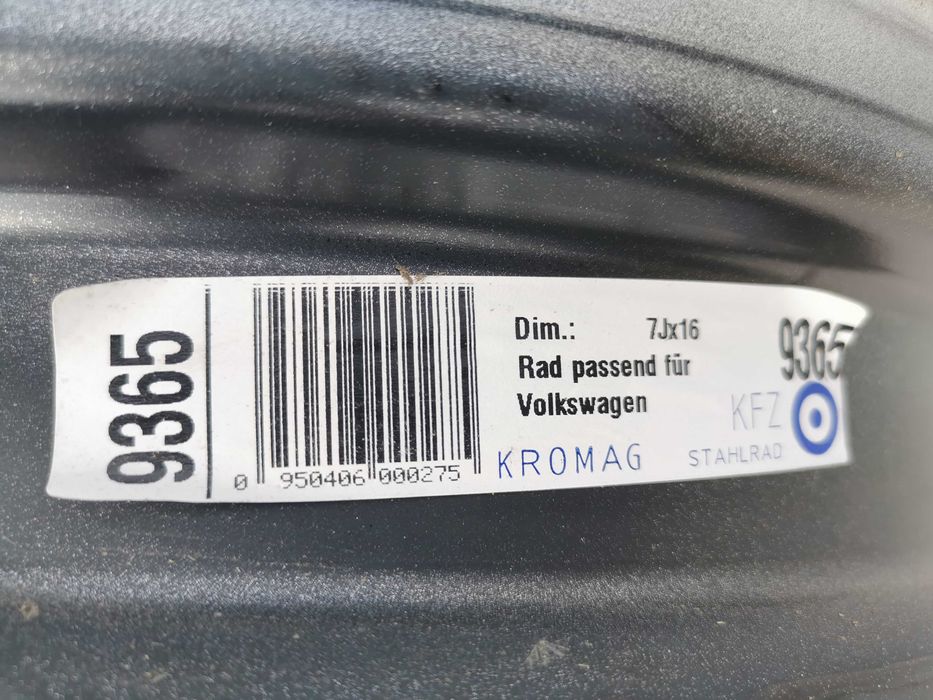 9365
0 950406 000275
Dim.: 7Jx16
Rad passend für
Volkswagen
KROMAG
9365
KFZ
STAHLRAD